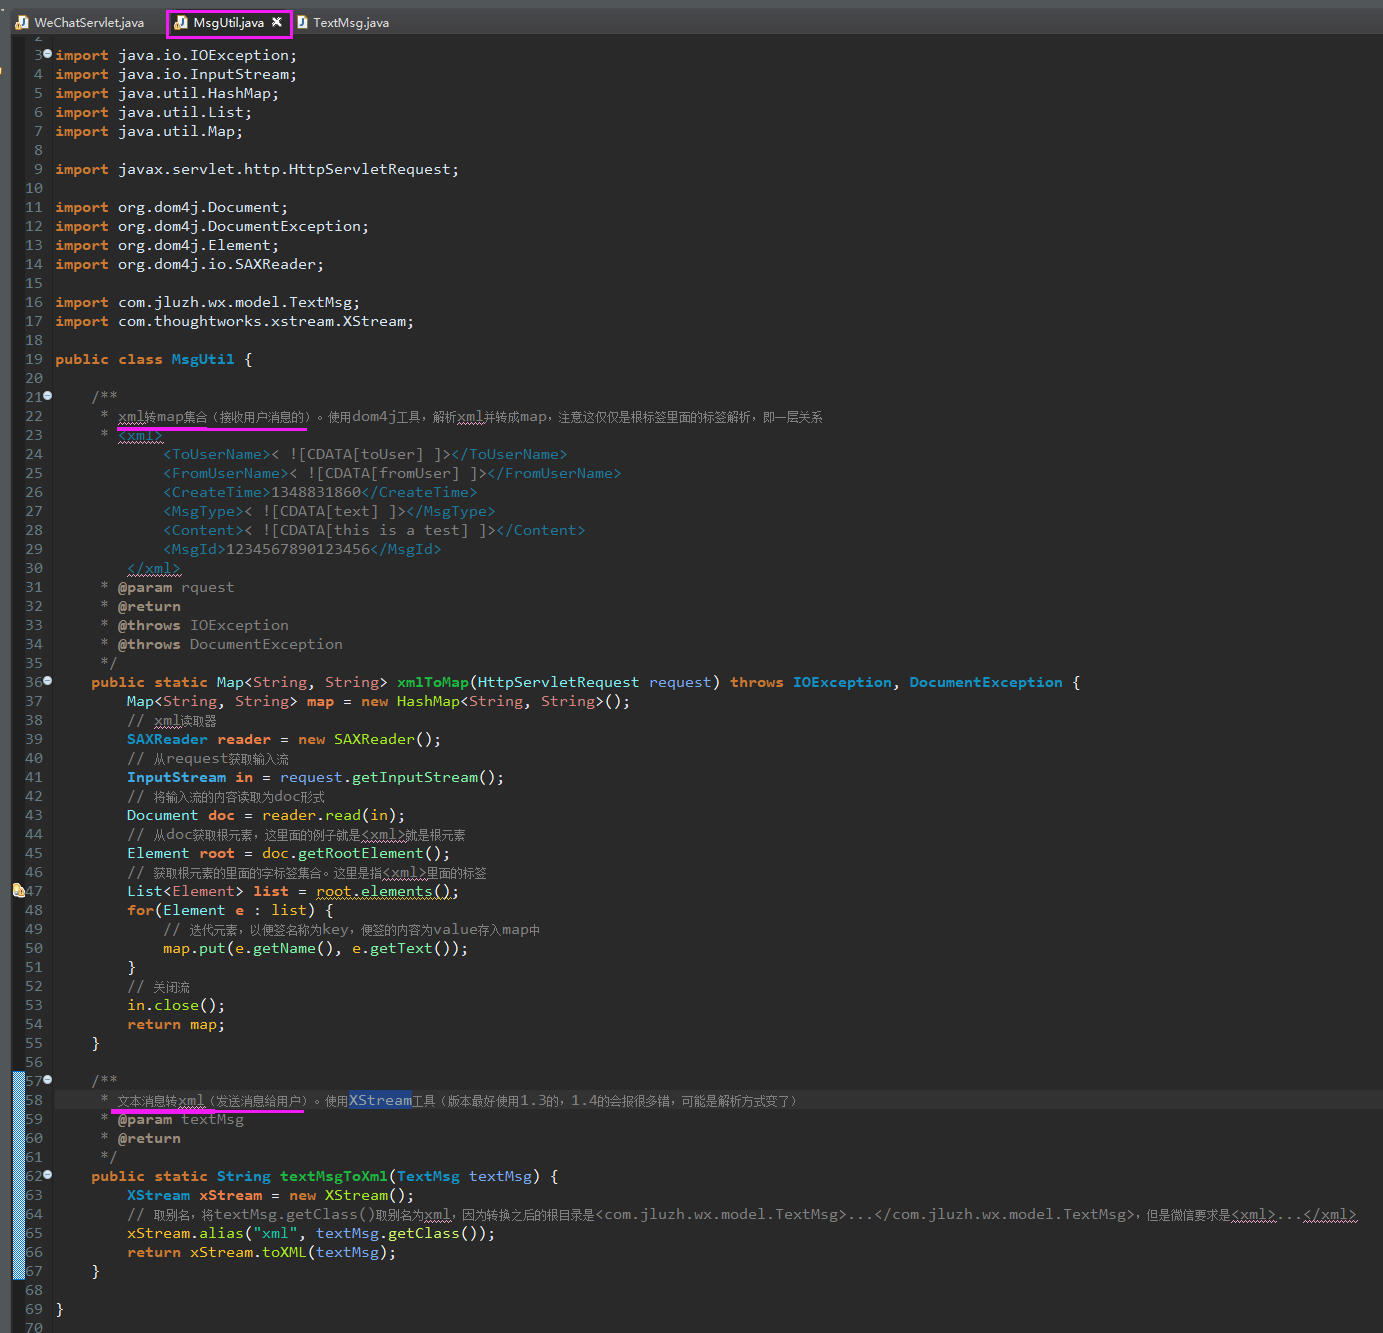 WeChatServlet.java MsgUtil.java TextMsg.java
2
3 import java.io.IOException;
4 import java.io.InputStream;
5 import java.util.HashMap;
6 import java.util.List;
7 import java.util.Map;
8
9 import javax.servlet.http.HttpServletRequest;
10
11 import org.dom4j.Document;
12 import org.dom4j.DocumentException;
13 import org.dom4j.Element;
14 import org.dom4j.io.SAXReader;
15
16 import com.jluzh.wx.model.TextMsg;
17 import com.thoughtworks.xstream.XStream;
18
19 public class MsgUtil {
20
21 /**
22 * xml转map集合（接收用户消息的）。使用dom4j工具，解析xml并转成map，注意这仅仅是根标签里面的标签解析，即一层关系
23 * <xml>
24 <ToUserName>< ![CDATA[toUser] ]></ToUserName>
25 <FromUserName>< ![CDATA[fromUser] ]></FromUserName>
26 <CreateTime>1348831860</CreateTime>
27 <MsgType>< ![CDATA[text] ]></MsgType>
28 <Content>< ![CDATA[this is a test] ]></Content>
29 <MsgId>1234567890123456</MsgId>
30 </xml>
31 * @param rquest
32 * @return
33 * @throws IOException
34 * @throws DocumentException
35 */
36 public static Map<String, String> xmlToMap(HttpServletRequest request) throws IOException, DocumentException {
37 Map<String, String> map = new HashMap<String, String>();
38 // xml读取器
39 SAXReader reader = new SAXReader();
40 // 从request获取输入流
41 InputStream in = request.getInputStream();
42 // 将输入流的内容读取为doc形式
43 Document doc = reader.read(in);
44 // 从doc获取根元素，这里面的例子就是<xml>就是根元素
45 Element root = doc.getRootElement();
46 // 获取根元素的里面的字标签集合。这里是指<xml>里面的标签
47 List<Element> list = root.elements();
48 for(Element e : list) {
49 // 迭代元素，以便签名称为key，便签的内容为value存入map中
50 map.put(e.getName(), e.getText());
51 }
52 // 关闭流
53 in.close();
54 return map;
55 }
56
57 /**
58 * 文本消息转xml（发送消息给用户）。使用XStream工具（版本最好使用1.3的，1.4的会报很多错，可能是解析方式变了）
59 * @param textMsg
60 * @return
61 */
62 public static String textMsgToXml(TextMsg textMsg) {
63 XStream xStream = new XStream();
64 // 取别名，将textMsg.getClass()取别名为xml，因为转换之后的根目录是<com.jluzh.wx.model.TextMsg>...</com.jluzh.wx.model.TextMsg>，但是微信要求是<xml>...</xml>
65 xStream.alias("xml", textMsg.getClass());
66 return xStream.toXML(textMsg);
67 }
68
69 }
70